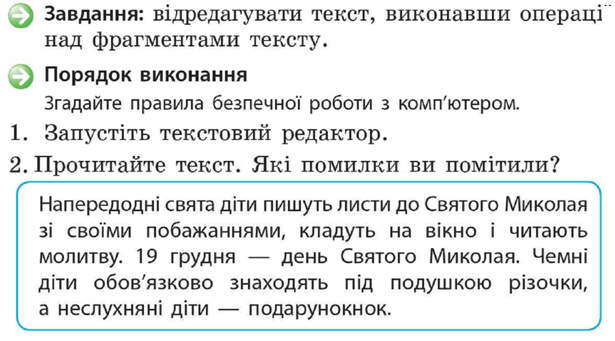 Завдання: відредагувати текст, виконавши операції
над фрагментами тексту.
Порядок виконання
Згадайте правила безпечної роботи з комп'ютером.
1. Запустіть текстовий редактор.
2. Прочитайте текст. Які помилки ви помітили?
Напередодні свята діти пишуть листи до Святого Миколая
зі своїми побажаннями, кладуть на вікно і читають
молитву. 19 грудня — день Святого Миколая. Чемні
діти обов'язково знаходять під подушкою різочки,
а неслухняні діти — подарунокнок.